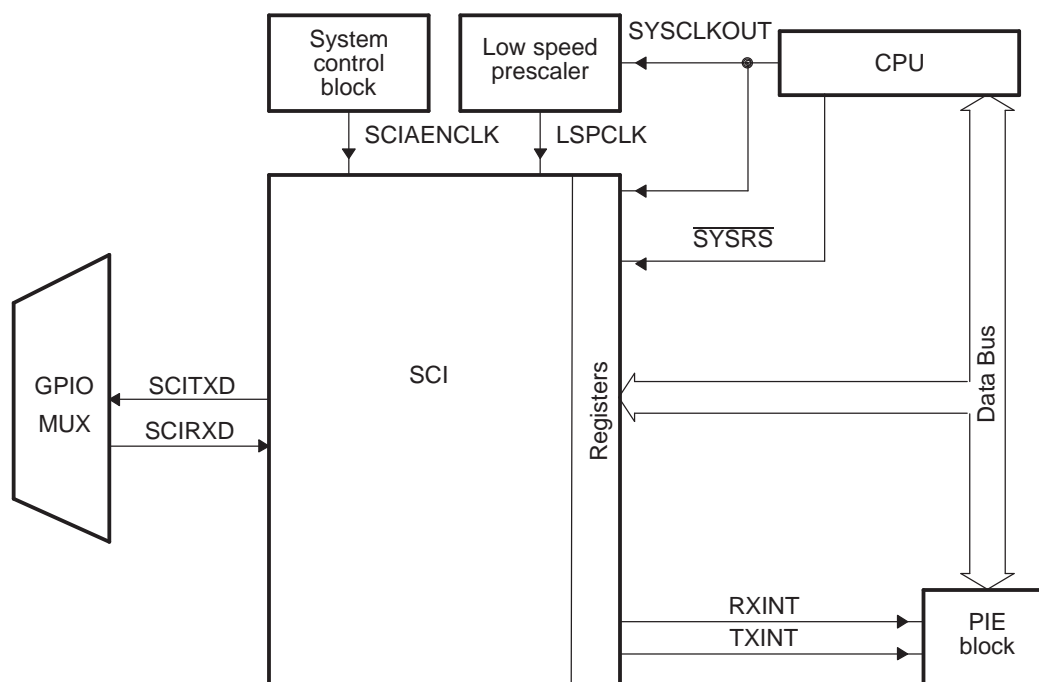 System
control
block
Low speed
prescaler
SYSCLKOUT
CPU
SCIAENCLK
LSPCLK
SYSRS
GPIO
MUX
SCITXD
SCIRXD
SCI
Registers
Data Bus
RXINT
TXINT
PIE
block